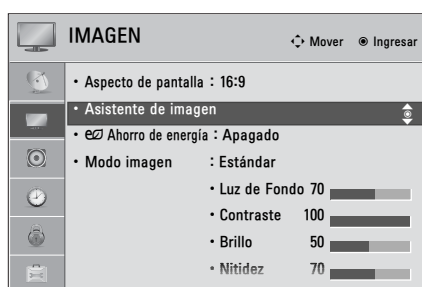 IMAGEN
Mover Ingresar
• Aspecto de pantalla : 16:9
• Asistente de imagen
• Ahorro de energía : Apagado
• Modo imagen : Estándar
• Luz de Fondo 70
• Contraste 100
• Brillo 50
• Nitidez 70